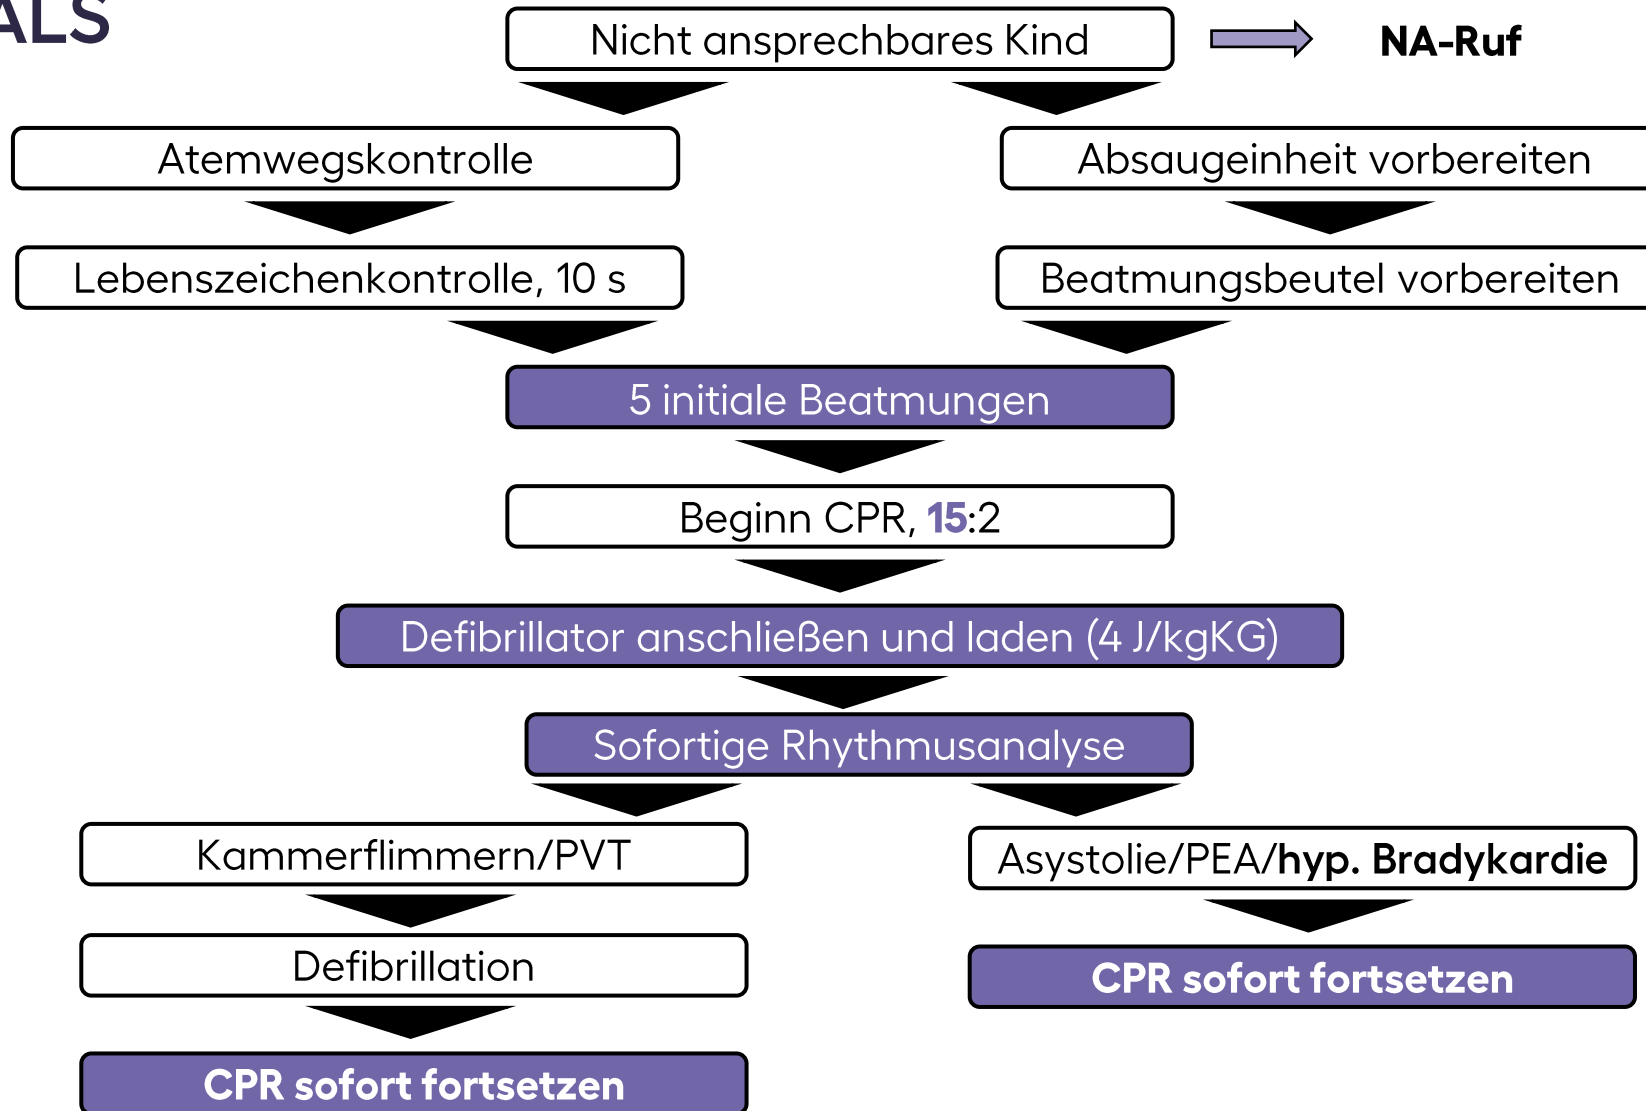 ALS
Nicht ansprechbares Kind
NA-Ruf
Atemwegskontrolle
Absaugeinheit vorbereiten
Lebenszeichenkontrolle, 10 s
Beatmungsbeutel vorbereiten
5 initiale Beatmungen
Beginn CPR, 15:2
Defibrillator anschließen und laden (4 J/kgKG)
Sofortige Rhythmusanalyse
Kammerflimmern/PVT
Asystolie/PEA/hyp. Bradykardie
Defibrillation
CPR sofort fortsetzen
CPR sofort fortsetzen